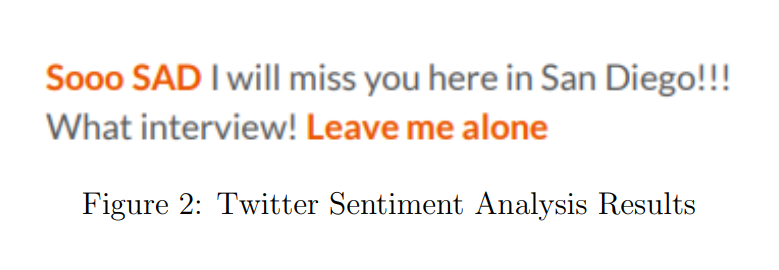 Sooo SAD I will miss you here in San Diego!!!
What interview! Leave me alone
Figure 2: Twitter Sentiment Analysis Results